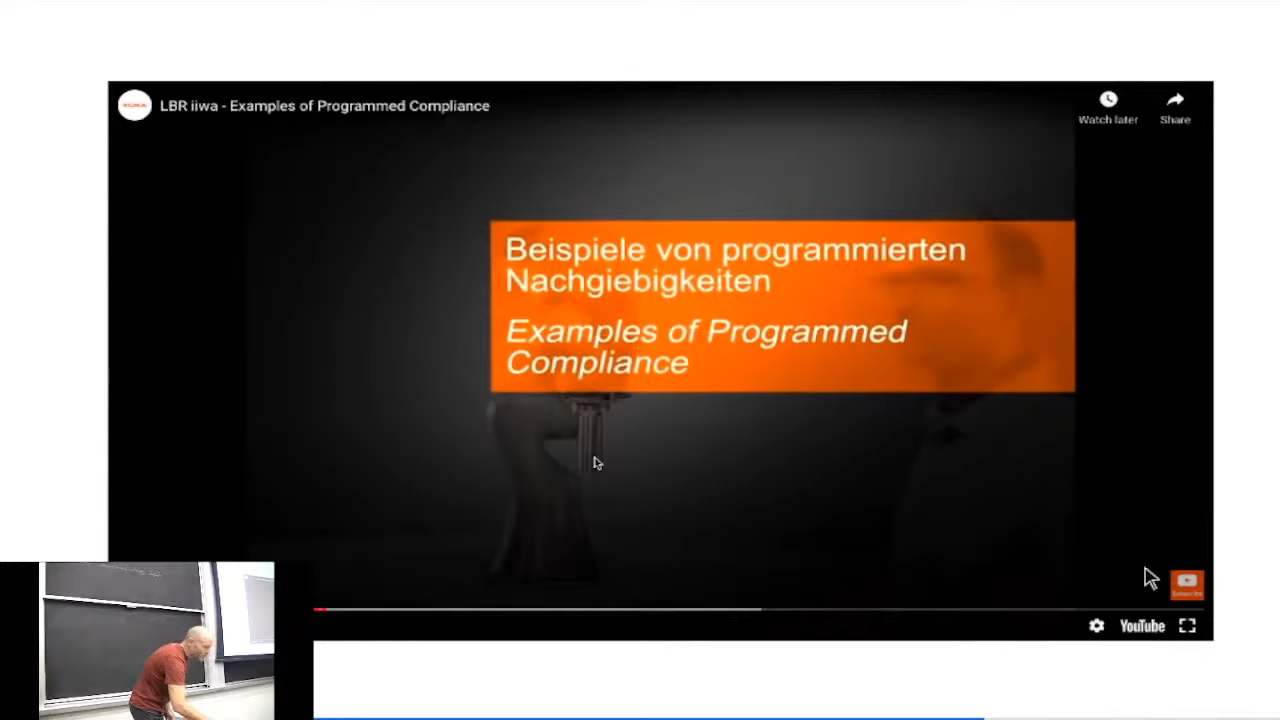 LBR iiwa - Examples of Programmed Compliance
Watch later
Share
Beispiele von programmierten
Nachgiebigkeiten
Examples of Programmed
Compliance
YouTube